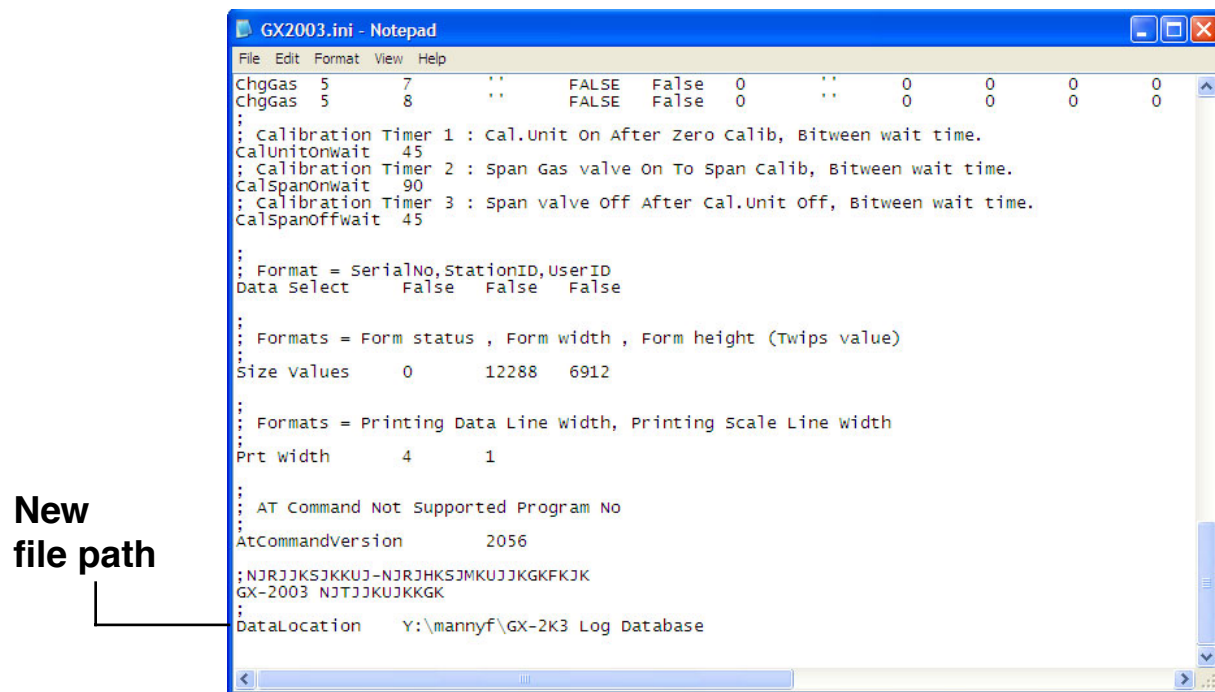 GX2003.ini - Notepad
File Edit Format View Help
ChgGas 5 7 '' FALSE False 0 '' 0 0 0 0
ChgGas 5 8 '' FALSE False 0 '' 0 0 0 0
;
; Calibration Timer 1 : Cal.Unit On After Zero Calib, Bitween wait time.
CalUnitOnWait 45
; Calibration Timer 2 : Span Gas valve On To Span Calib, Bitween wait time.
CalSpanOnWait 90
; Calibration Timer 3 : Span valve Off After Cal.Unit Off, Bitween wait time.
CalSpanOffWait 45
;
; Format = SerialNo,StationID,UserID
Data Select False False False
;
; Formats = Form status , Form width , Form height (Twips value)
;
Size Values 0 12288 6912
;
; Formats = Printing Data Line Width, Printing Scale Line Width
;
Prt Width 4 1
;
; AT Command Not Supported Program No
;
AtCommandVersion 2056
;NJRJJKSJKKUJ-NJRJHKSJMKUJJKGKFKJK
GX-2003 NJTJJKUJKKGK
;
New file path
DataLocation Y:\mannyf\GX-2K3 Log Database